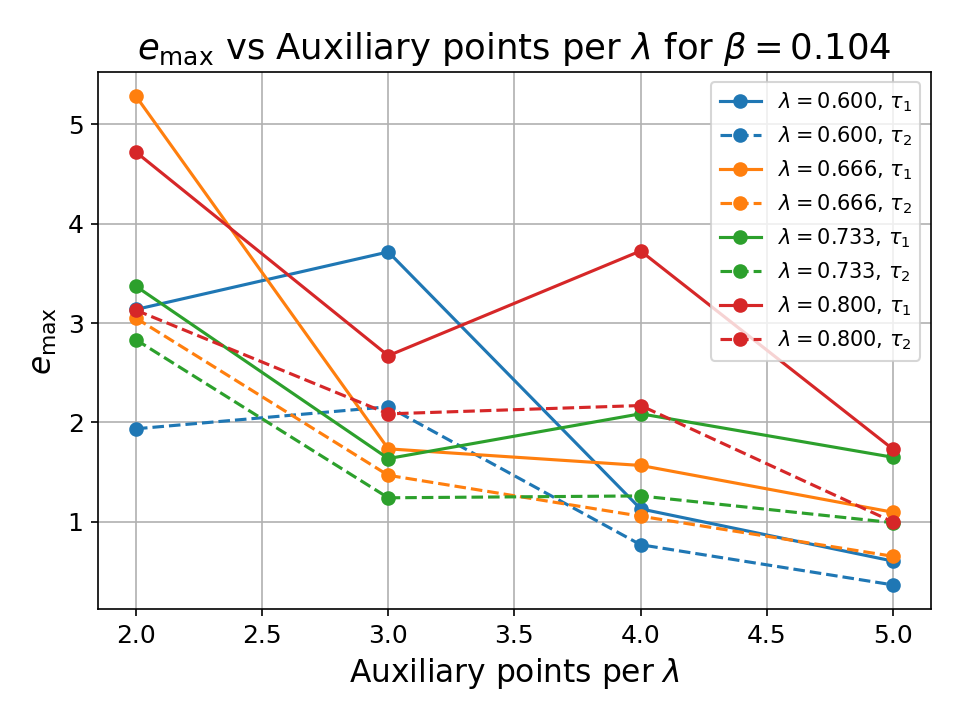 e_max vs Auxiliary points per λ for β = 0.104
e_max
5
4
3
2
1
2.0 2.5 3.0 3.5 4.0 4.5 5.0
Auxiliary points per λ
λ = 0.600, τ₁
λ = 0.600, τ₂
λ = 0.666, τ₁
λ = 0.666, τ₂
λ = 0.733, τ₁
λ = 0.733, τ₂
λ = 0.800, τ₁
λ = 0.800, τ₂